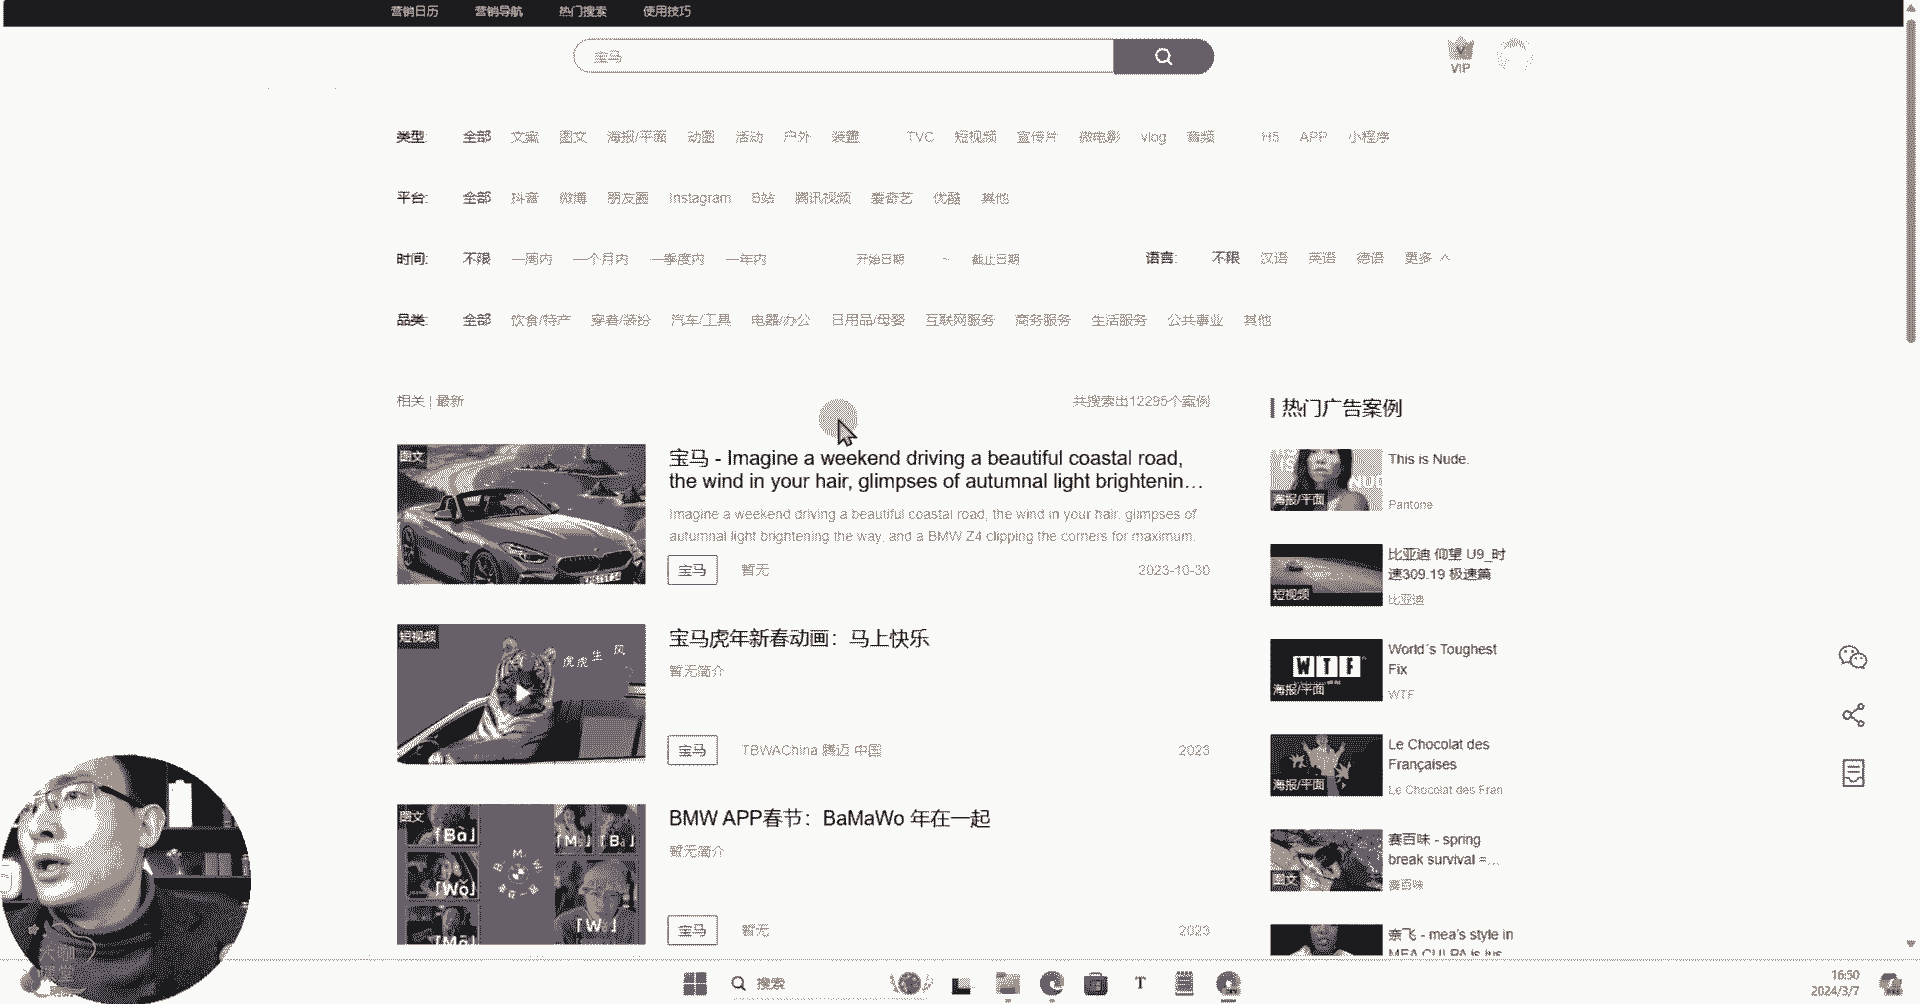 营销日历 营销导航 热门搜索 使用技巧
宝马
VIP
类型: 全部 文案 图文 海报/平面 动图 活动 户外 装置 TVC 短视频 宣传片 微电影 vlog 音频 H5 APP 小程序
平台: 全部 抖音 微博 朋友圈 Instagram B站 腾讯视频 爱奇艺 优酷 其他
时间: 不限 一周内 一个月内 一季度内 一年内 开始日期 ~ 截止日期 语言: 不限 汉语 英语 德语 更多
品类: 全部 饮食/特产 穿着/装扮 汽车/工具 电器/办公 日用品/母婴 互联网服务 商务服务 生活服务 公共事业 其他
相关 | 最新 共搜索出12295个案例
图文
宝马 - Imagine a weekend driving a beautiful coastal road,
the wind in your hair, glimpses of autumnal light brightenin...
Imagine a weekend driving a beautiful coastal road, the wind in your hair, glimpses of
autumnal light brightening the way, and a BMW Z4 clipping the corners for maximum.
宝马 暂无 2023-10-30
短视频
虎虎生风
宝马虎年新春动画：马上快乐
暂无简介
宝马 TBWAChina 腾迈 中国 2023
图文
「Bà」
「M
「Ba」
「Wǒ」
B M W
「W」
「Mǎ」
BMW APP春节：BaMaWo 年在一起
暂无简介
宝马 暂无 2023
热门广告案例
海报/平面
This is Nude.
Pantone
短视频
比亚迪 仰望 U9_时
速309.19 极速篇
比亚迪
WTF
海报/平面
World´s Toughest
Fix
WTF
海报/平面
Le Chocolat des
Françaises
Le Chocolat des Fran
图文
赛百味 - spring
break survival =...
赛百味
奈飞 - mea's style in
MEA CULPA is jus
搜索
T
16:50
2024/3/7